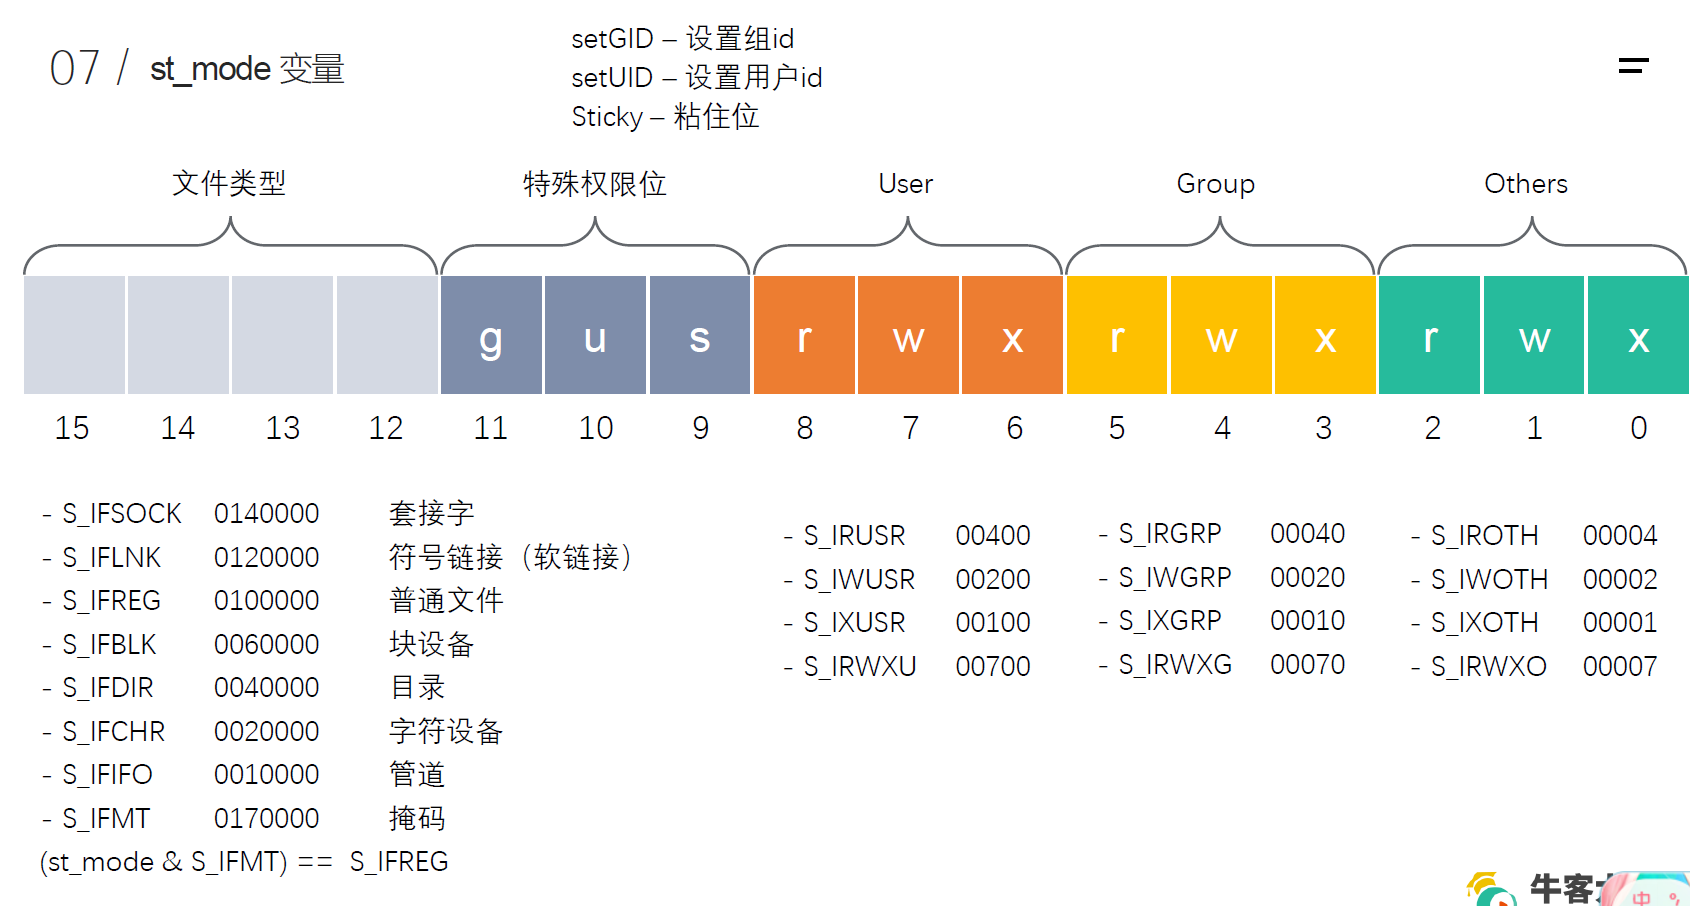 07 / st_mode 变量
setGID – 设置组id
setUID – 设置用户id
Sticky – 粘住位
文件类型 特殊权限位 User Group Others
g u s r w x r w x r w x
15 14 13 12 11 10 9 8 7 6 5 4 3 2 1 0
- S_IFSOCK 0140000 套接字
- S_IFLNK 0120000 符号链接（软链接）
- S_IFREG 0100000 普通文件
- S_IFBLK 0060000 块设备
- S_IFDIR 0040000 目录
- S_IFCHR 0020000 字符设备
- S_IFIFO 0010000 管道
- S_IFMT 0170000 掩码
(st_mode & S_IFMT) == S_IFREG
- S_IRUSR 00400
- S_IWUSR 00200
- S_IXUSR 00100
- S_IRWXU 00700
- S_IRGRP 00040
- S_IWGRP 00020
- S_IXGRP 00010
- S_IRWXG 00070
- S_IROTH 00004
- S_IWOTH 00002
- S_IXOTH 00001
- S_IRWXO 00007
牛客
中